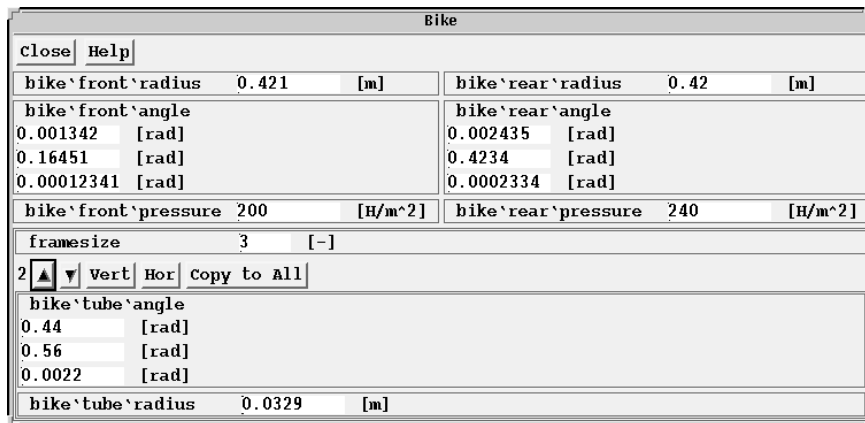 Bike
Close Help
bike`front`radius 0.421 [m] bike`rear`radius 0.42 [m]
bike`front`angle bike`rear`angle
0.001342 [rad] 0.002435 [rad]
0.16451 [rad] 0.4234 [rad]
0.00012341 [rad] 0.0002334 [rad]
bike`front`pressure 200 [H/m^2] bike`rear`pressure 240 [H/m^2]
framesize 3 [-]
2 ▲ ▼ Vert Hor Copy to All
bike`tube`angle
0.44 [rad]
0.56 [rad]
0.0022 [rad]
bike`tube`radius 0.0329 [m]